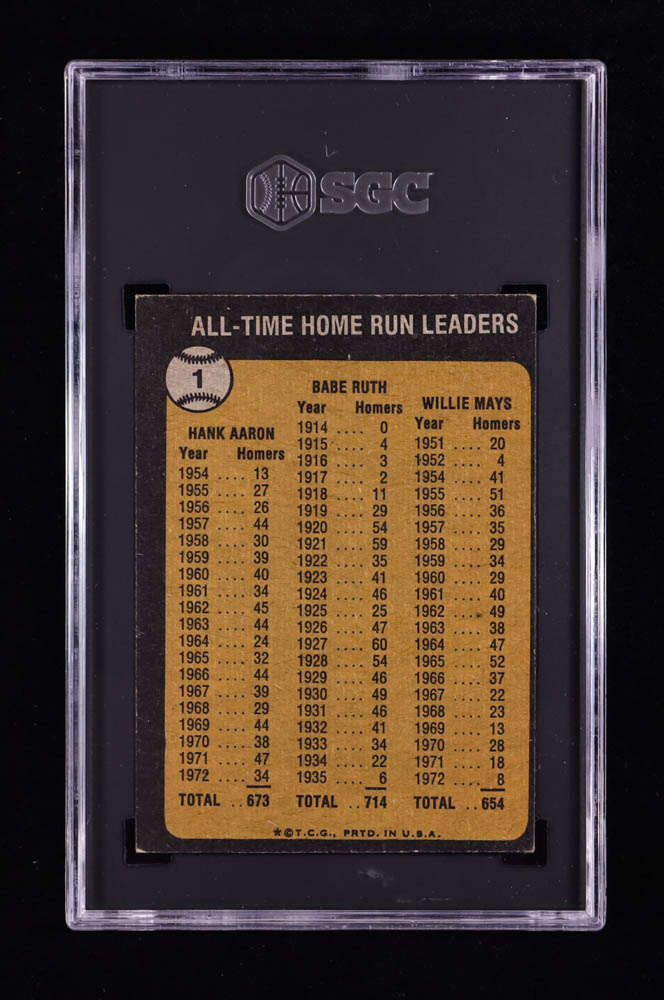 SGC
ALL-TIME HOME RUN LEADERS
1
HANK AARON
Year Homers
1954 .... 13
1955 .... 27
1956 .... 26
1957 .... 44
1958 .... 30
1959 .... 39
1960 .... 40
1961 .... 34
1962 .... 45
1963 .... 44
1964 .... 24
1965 .... 32
1966 .... 44
1967 .... 39
1968 .... 29
1969 .... 44
1970 .... 38
1971 .... 47
1972 .... 34
TOTAL .. 673
BABE RUTH
Year Homers
1914 .... 0
1915 .... 4
1916 .... 3
1917 .... 2
1918 .... 11
1919 .... 29
1920 .... 54
1921 .... 59
1922 .... 35
1923 .... 41
1924 .... 46
1925 .... 25
1926 .... 47
1927 .... 60
1928 .... 54
1929 .... 46
1930 .... 49
1931 .... 46
1932 .... 41
1933 .... 34
1934 .... 22
1935 .... 6
TOTAL .. 714
WILLIE MAYS
Year Homers
1951 .... 20
1952 .... 4
1954 .... 41
1955 .... 51
1956 .... 36
1957 .... 35
1958 .... 29
1959 .... 34
1960 .... 29
1961 .... 40
1962 .... 49
1963 .... 38
1964 .... 47
1965 .... 52
1966 .... 37
1967 .... 22
1968 .... 23
1969 .... 13
1970 .... 28
1971 .... 18
1972 .... 8
TOTAL .. 654
*©T.C.G., PRTD. IN U.S.A.